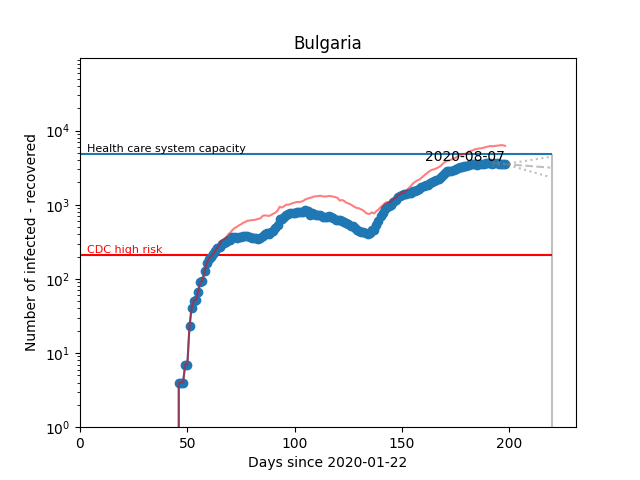 Bulgaria
Number of infected - recovered
10^4
10^3
10^2
10^1
10^0
Health care system capacity
2020-08-07
CDC high risk
0 50 100 150 200
Days since 2020-01-22